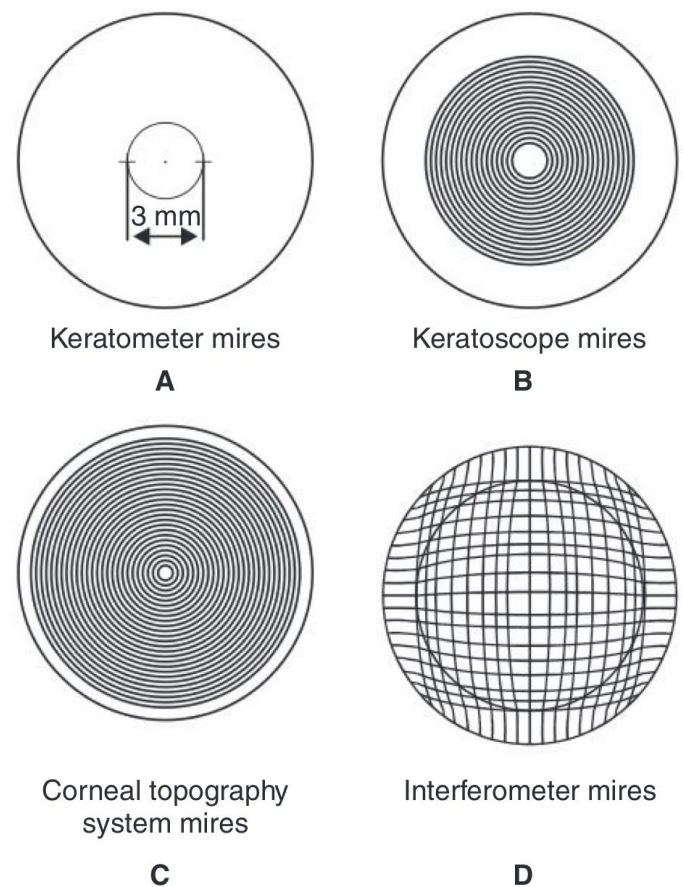 3 mm
Keratometer mires
A
Keratoscope mires
B
Corneal topography
system mires
C
Interferometer mires
D